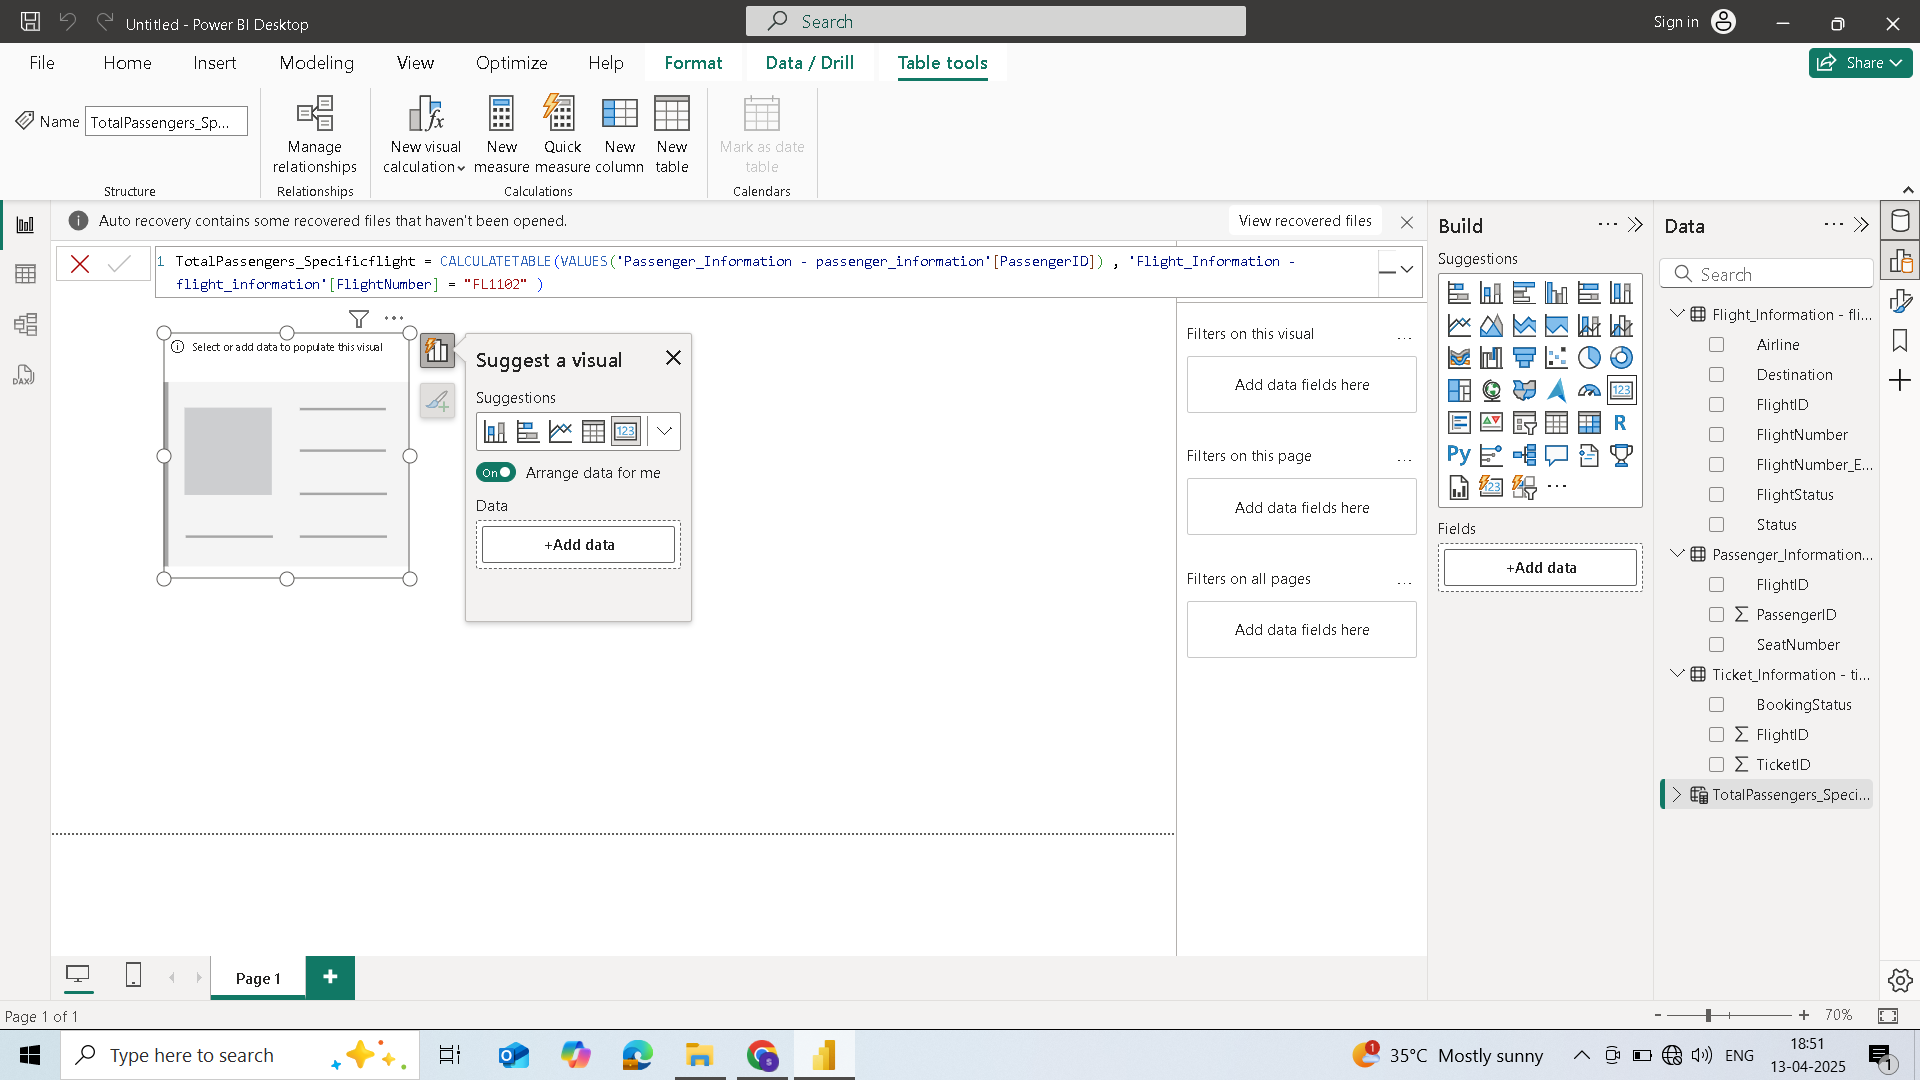 Untitled - Power BI Desktop
Search
Sign in
File
Home
Insert
Modeling
View
Optimize
Help
Format
Data / Drill
Table tools
Share
Name
TotalPassengers_Sp...
Structure
Manage relationships
Relationships
New visual calculation
New measure
Quick measure
New column
New table
Calculations
Mark as date table
Calendars
Auto recovery contains some recovered files that haven't been opened.
View recovered files
1 TotalPassengers_Specificflight = CALCULATETABLE(VALUES('Passenger_Information - passenger_information'[PassengerID]) , 'Flight_Information -
flight_information'[FlightNumber] = "FL1102" )
Select or add data to populate this visual
Suggest a visual
Suggestions
123
On
Arrange data for me
Data
+Add data
Filters on this visual
...
Add data fields here
Filters on this page
...
Add data fields here
Filters on all pages
...
Add data fields here
Build
Suggestions
123
R
Py
123
Fields
+Add data
Data
Search
Flight_Information - fli...
Airline
Destination
FlightID
FlightNumber
FlightNumber_E...
FlightStatus
Status
Passenger_Information...
FlightID
∑ PassengerID
SeatNumber
Ticket_Information - ti...
BookingStatus
∑ FlightID
∑ TicketID
TotalPassengers_Speci...
DAX
Page 1
Page 1 of 1
- + 70%
Type here to search
1
35°C Mostly sunny
ENG
18:51
13-04-2025
1